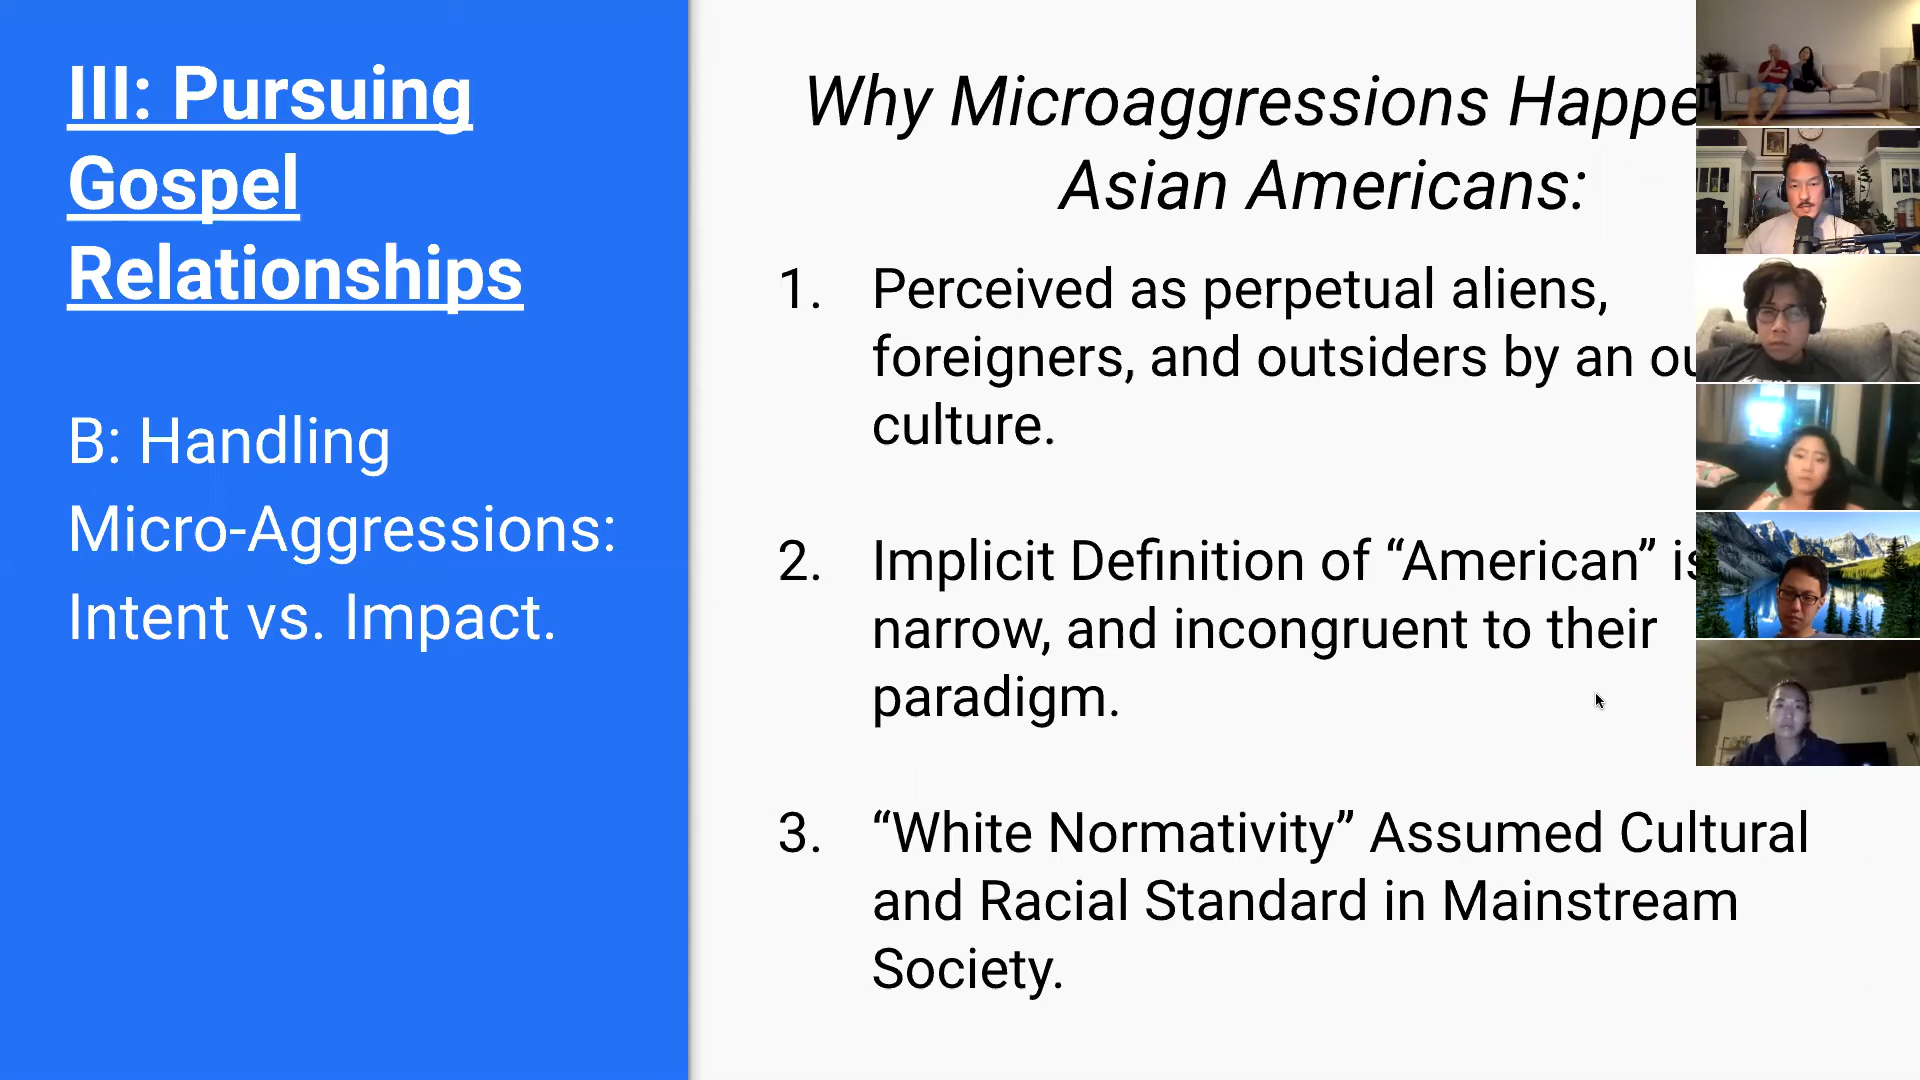 III: Pursuing
Gospel
Relationships
B: Handling
Micro-Aggressions:
Intent vs. Impact.
Why Microaggressions
Asian Americans:
1. Perceived as perpetual aliens,
foreigners, and outsiders by an
culture.
2. Implicit Definition of “American” is
narrow, and incongruent to their
paradigm.
3. “White Normativity” Assumed Cultural
and Racial Standard in Mainstream
Society.